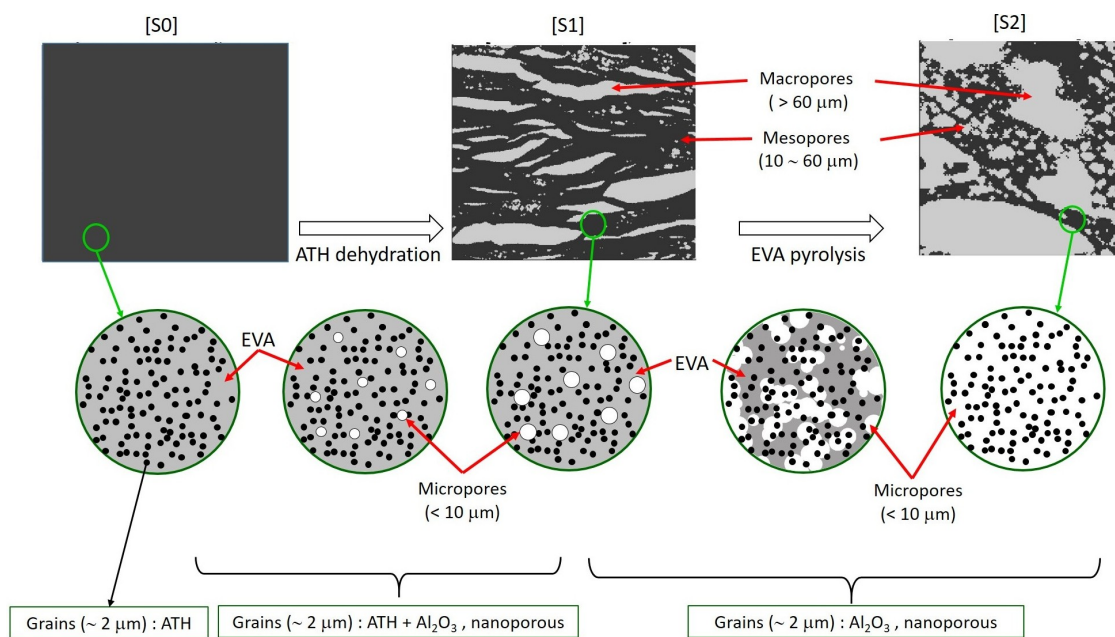 [S0]
[S1]
[S2]
Macropores
( > 60 μm)
Mesopores
(10 ~ 60 μm)
ATH dehydration
EVA pyrolysis
EVA
EVA
Micropores
(< 10 μm)
Micropores
(< 10 μm)
Grains (~ 2 μm) : ATH
Grains (~ 2 μm) : ATH + Al₂O₃ , nanoporous
Grains (~ 2 μm) : Al₂O₃ , nanoporous